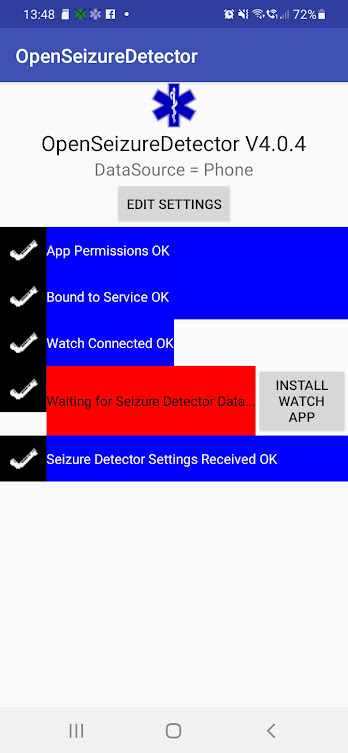 13:48
72%
OpenSeizureDetector
OpenSeizureDetector V4.0.4
DataSource = Phone
EDIT SETTINGS
App Permissions OK
Bound to Service OK
Watch Connected OK
Waiting for Seizure Detector Data...
INSTALL
WATCH
APP
Seizure Detector Settings Received OK